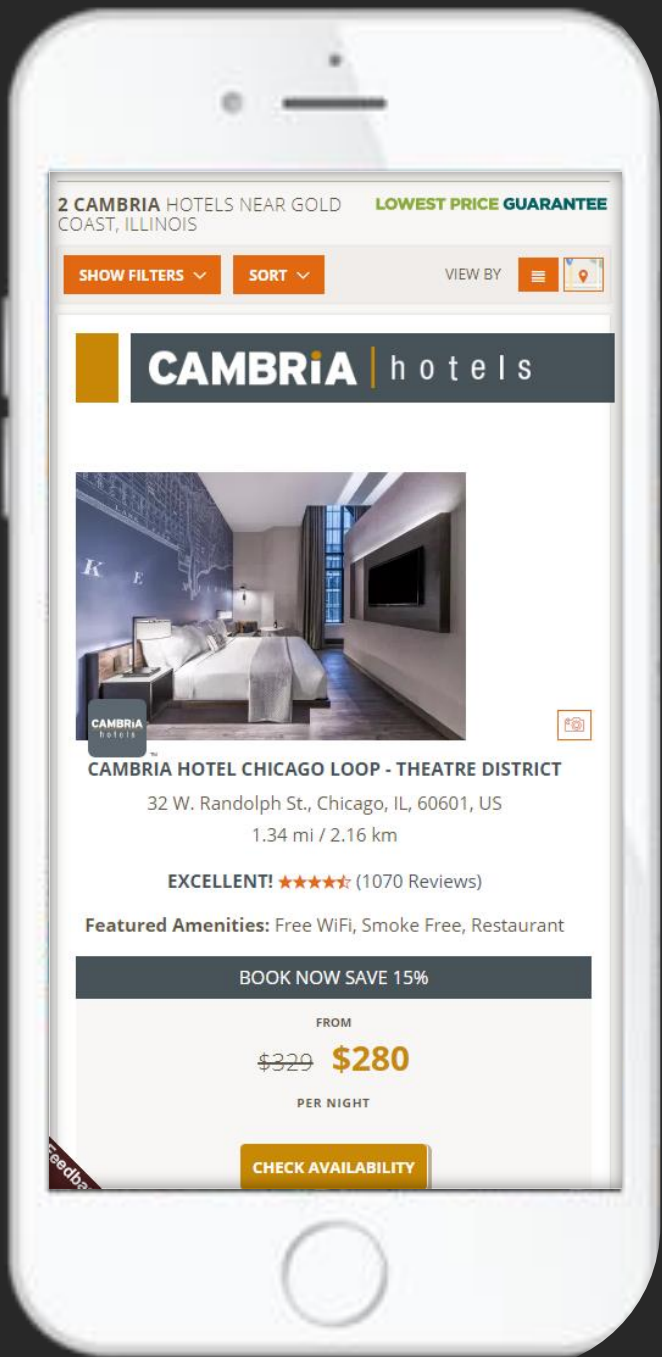 2 CAMBRIA HOTELS NEAR GOLD
COAST, ILLINOIS
LOWEST PRICE GUARANTEE
SHOW FILTERS
SORT
VIEW BY
CAMBRiA | hotels
K E
CAMBRiA
hotels
™
CAMBRIA HOTEL CHICAGO LOOP - THEATRE DISTRICT
32 W. Randolph St., Chicago, IL, 60601, US
1.34 mi / 2.16 km
EXCELLENT! (1070 Reviews)
Featured Amenities: Free WiFi, Smoke Free, Restaurant
BOOK NOW SAVE 15%
FROM
$329 $280
PER NIGHT
CHECK AVAILABILITY